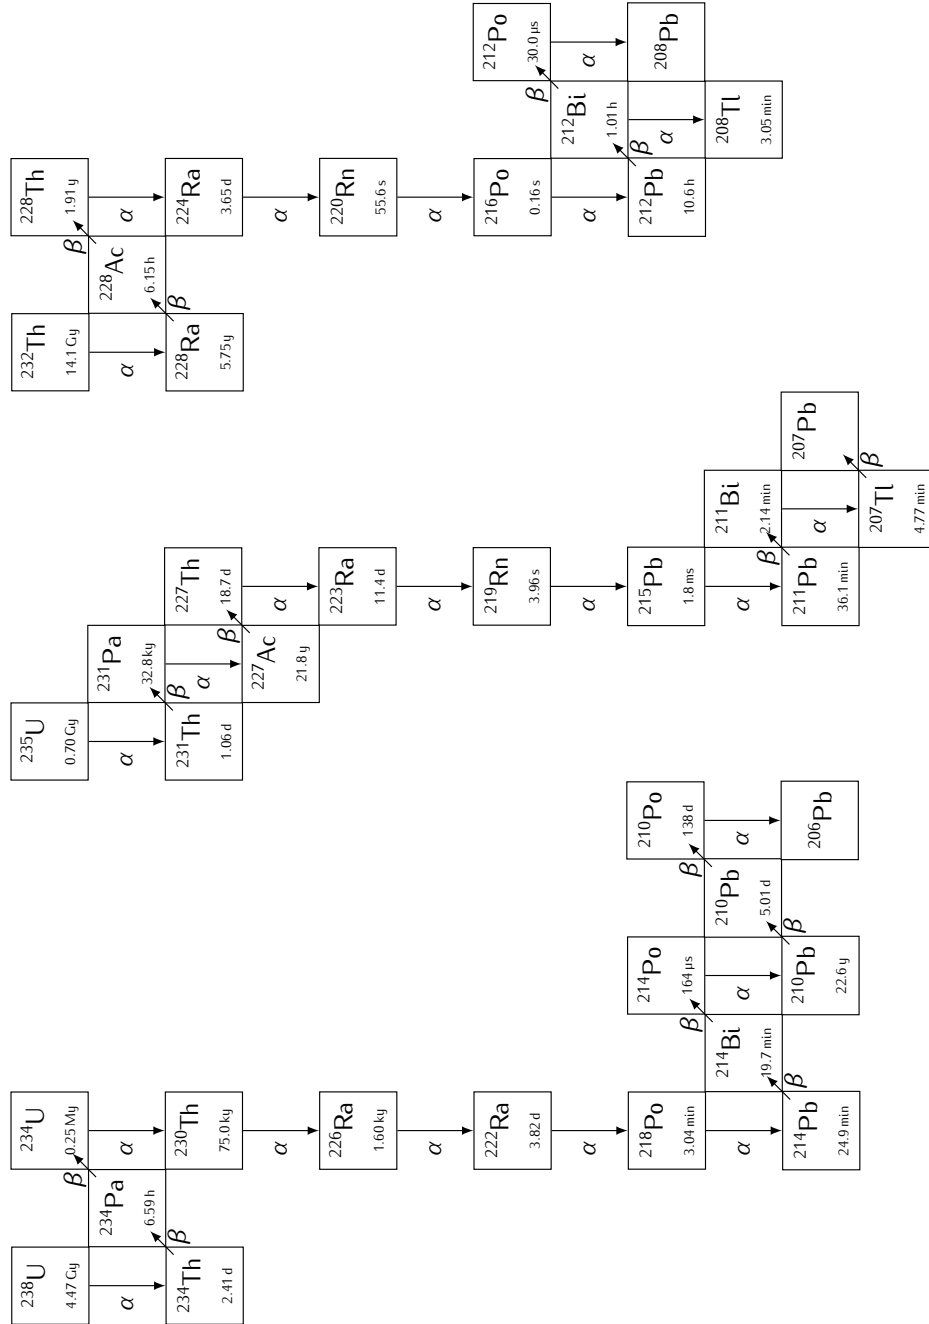 ²³⁸U
4.47 Gy
α
²³⁴Th
2.41 d
β
²³⁴Pa
6.59 h
β
²³⁴U
0.25 My
α
²³⁰Th
75.0 ky
α
²²⁶Ra
1.60 ky
α
²²²Ra
3.82 d
α
²¹⁸Po
3.04 min
α
²¹⁴Pb
24.9 min
β
²¹⁴Bi
19.7 min
β
²¹⁴Po
164 µs
α
²¹⁰Pb
22.6 y
β
²¹⁰Pb
5.01 d
β
²¹⁰Po
138 d
α
²⁰⁶Pb
²³⁵U
0.70 Gy
α
²³¹Th
1.06 d
β
²³¹Pa
32.8 ky
α
²²⁷Ac
21.8 y
β
²²⁷Th
18.7 d
α
²²³Ra
11.4 d
α
²¹⁹Rn
3.96 s
α
²¹⁵Pb
1.8 ms
α
²¹¹Pb
36.1 min
β
²¹¹Bi
2.14 min
α
²⁰⁷Tl
4.77 min
β
²⁰⁷Pb
²³²Th
14.1 Gy
α
²²⁸Ra
5.75 y
β
²²⁸Ac
6.15 h
β
²²⁸Th
1.91 y
α
²²⁴Ra
3.65 d
α
²²⁰Rn
55.6 s
α
²¹⁶Po
0.16 s
α
²¹²Pb
10.6 h
β
²¹²Bi
1.01 h
α
²⁰⁸Tl
3.05 min
β
²¹²Po
30.0 µs
α
²⁰⁸Pb